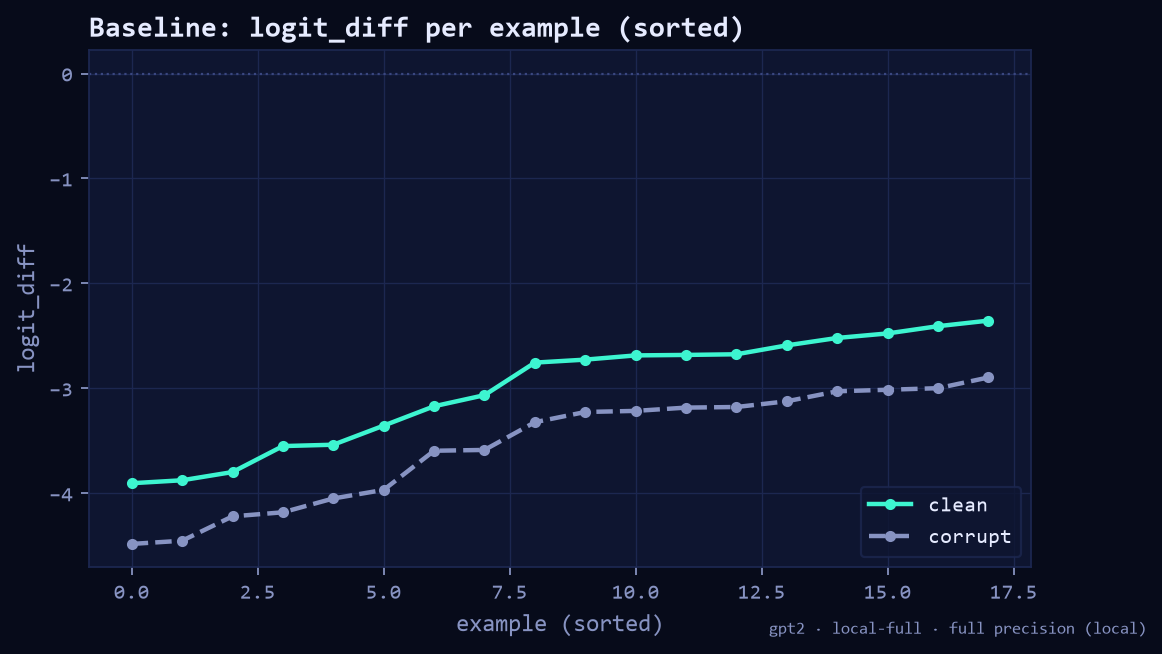 Baseline: logit_diff per example (sorted)
0
−1
−2
−3
−4
logit_diff
clean
corrupt
0.0 2.5 5.0 7.5 10.0 12.5 15.0 17.5
example (sorted)
gpt2 · local-full · full precision (local)